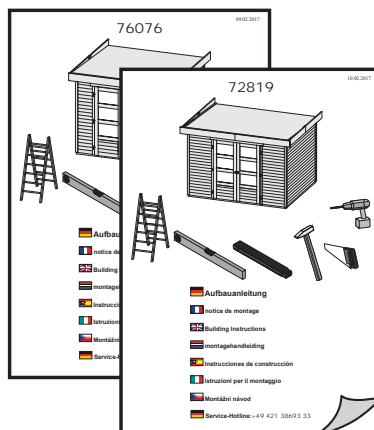 09.02.2017
76076
Aufbau
notice de
Building
montage
Instrucci
Istruzioni
Montážní
Service-H
10.02.2017
72819
Aufbauanleitung
notice de montage
Building Instructions
montagehandleiding
Instrucciones de construcción
Istruzioni per il montaggio
Montážní návod
Service-Hotline:+49 421 38693 33